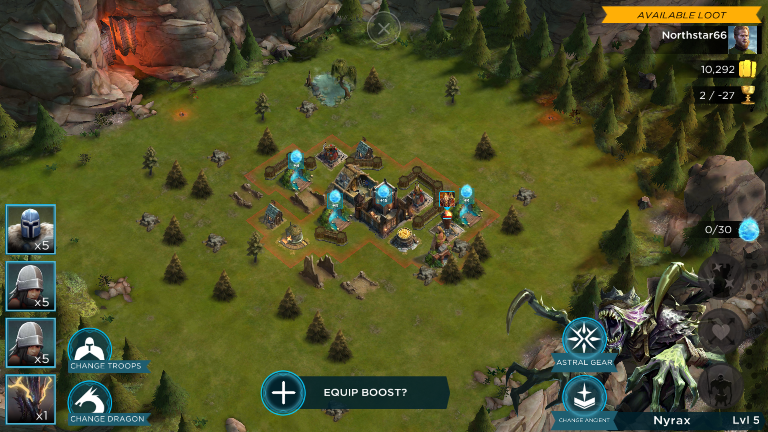 AVAILABLE LOOT
Northstar66
10,292
2 / -27
0/30
x5
x5
x5
x1
CHANGE TROOPS
CHANGE DRAGON
EQUIP BOOST?
ASTRAL GEAR
CHANGE ANCIENT
Nyrax Lvl 5